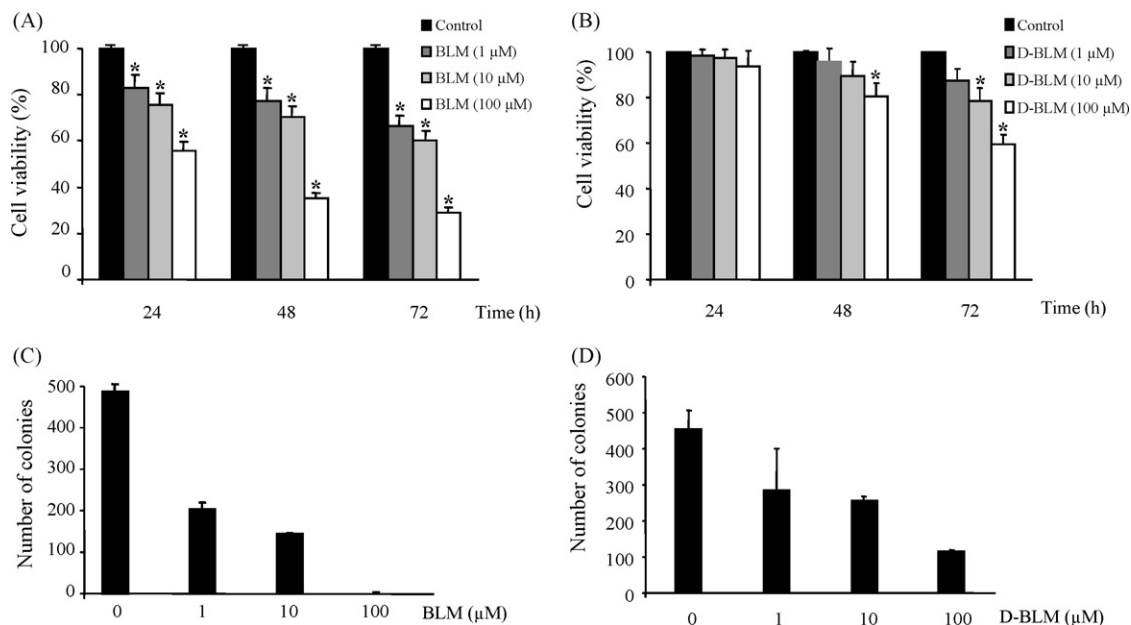 (A)
Control
BLM (1 µM)
BLM (10 µM)
BLM (100 µM)
Cell viability (%)
100
80
60
40
20
0
* * *
* * *
* * *
24 48 72 Time (h)
(B)
Control
D-BLM (1 µM)
D-BLM (10 µM)
D-BLM (100 µM)
Cell viability (%)
100
80
60
40
20
0
*
* *
24 48 72 Time (h)
(C)
Number of colonies
500
400
300
200
100
0
0 1 10 100 BLM (µM)
(D)
Number of colonies
600
500
400
300
200
100
0
0 1 10 100 D-BLM (µM)